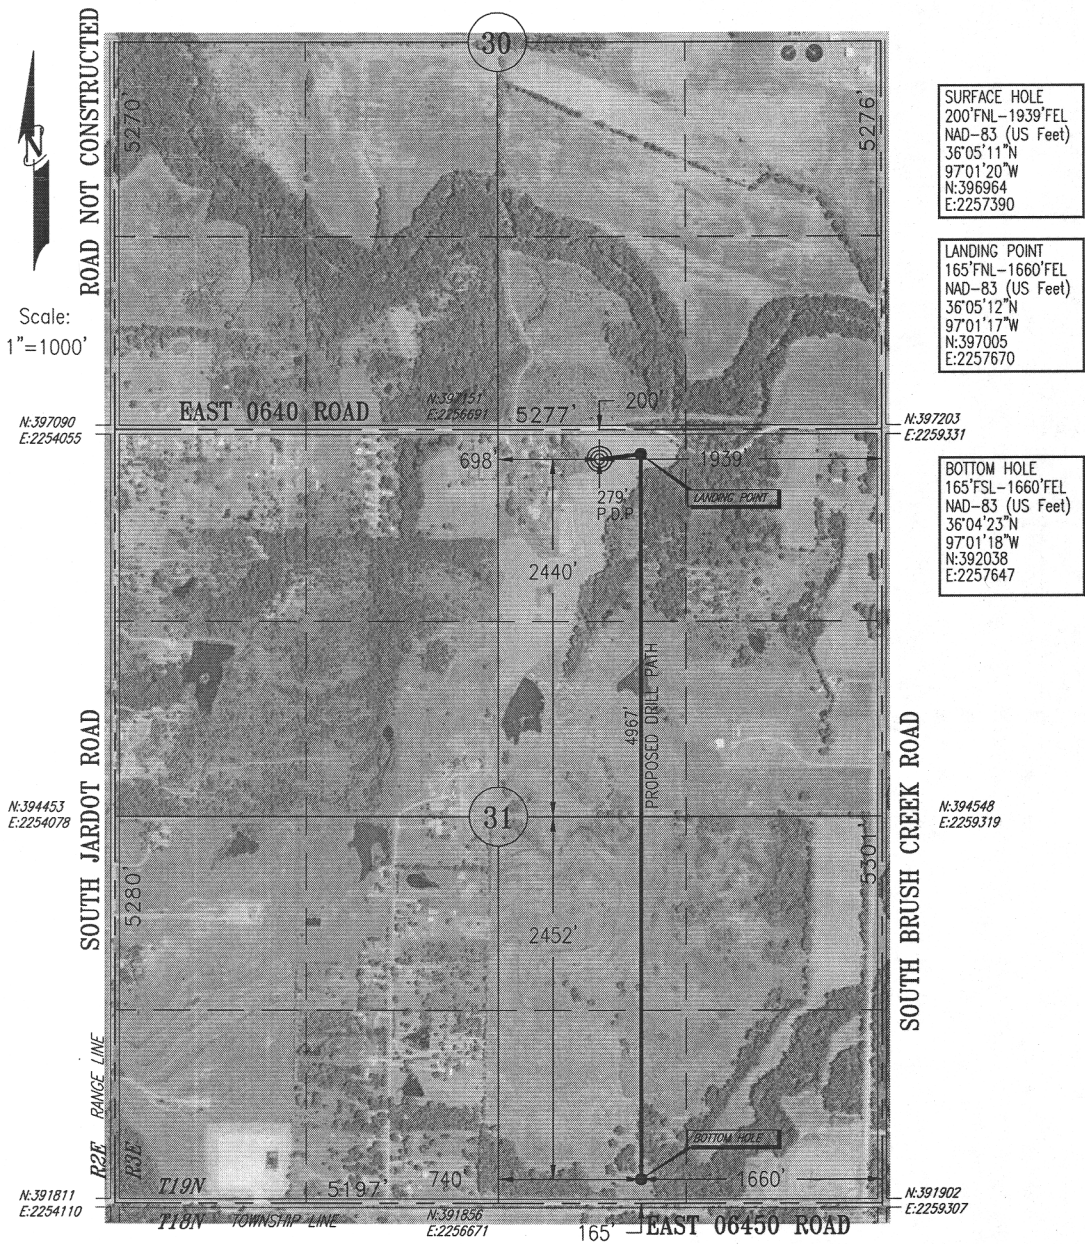 30
ROAD NOT CONSTRUCTED
5270'
5276'
N
Scale:
1"=1000'
SURFACE HOLE
200'FNL-1939'FEL
NAD-83 (US Feet)
36°05'11"N
97°01'20"W
N:396964
E:2257390
LANDING POINT
165'FNL-1660'FEL
NAD-83 (US Feet)
36°05'12"N
97°01'17"W
N:397005
E:2257670
BOTTOM HOLE
165'FSL-1660'FEL
NAD-83 (US Feet)
36°04'23"N
97°01'18"W
N:392038
E:2257647
EAST 0640 ROAD
N:397151
E:2256691
5277'
200'
N:397090
E:2254055
N:397203
E:2259331
698'
1939'
279'
P.D.P
LANDING POINT
2440'
4967'
PROPOSED DRILL PATH
SOUTH JARDOT ROAD
SOUTH BRUSH CREEK ROAD
N:394453
E:2254078
31
N:394548
E:2259319
5280'
5301'
2452'
RANGE LINE
R2E
R3E
BOTTOM HOLE
T19N
5197'
740'
1660'
N:391811
E:2254110
N:391902
E:2259307
T18N
TOWNSHIP LINE
N:391856
E:2256671
165'
EAST 06450 ROAD